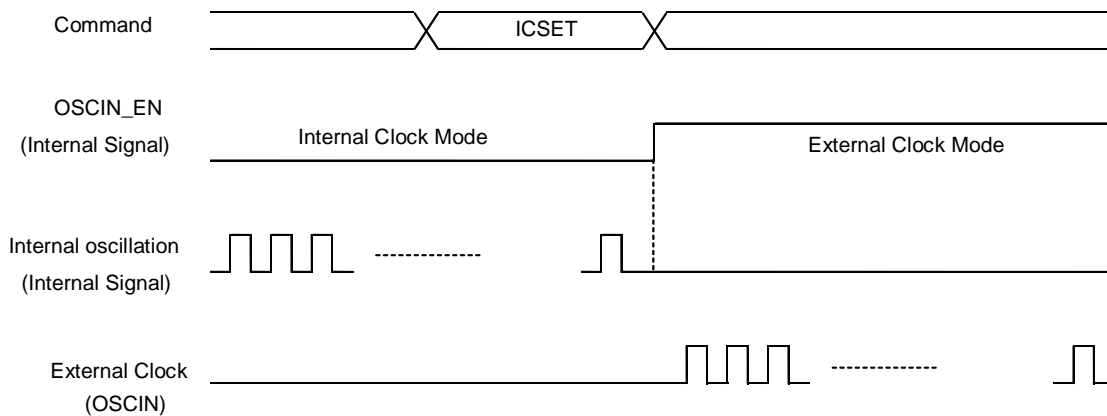 Command
ICSET
OSCIN_EN
(Internal Signal)
Internal Clock Mode
External Clock Mode
Internal oscillation
(Internal Signal)
External Clock
(OSCIN)